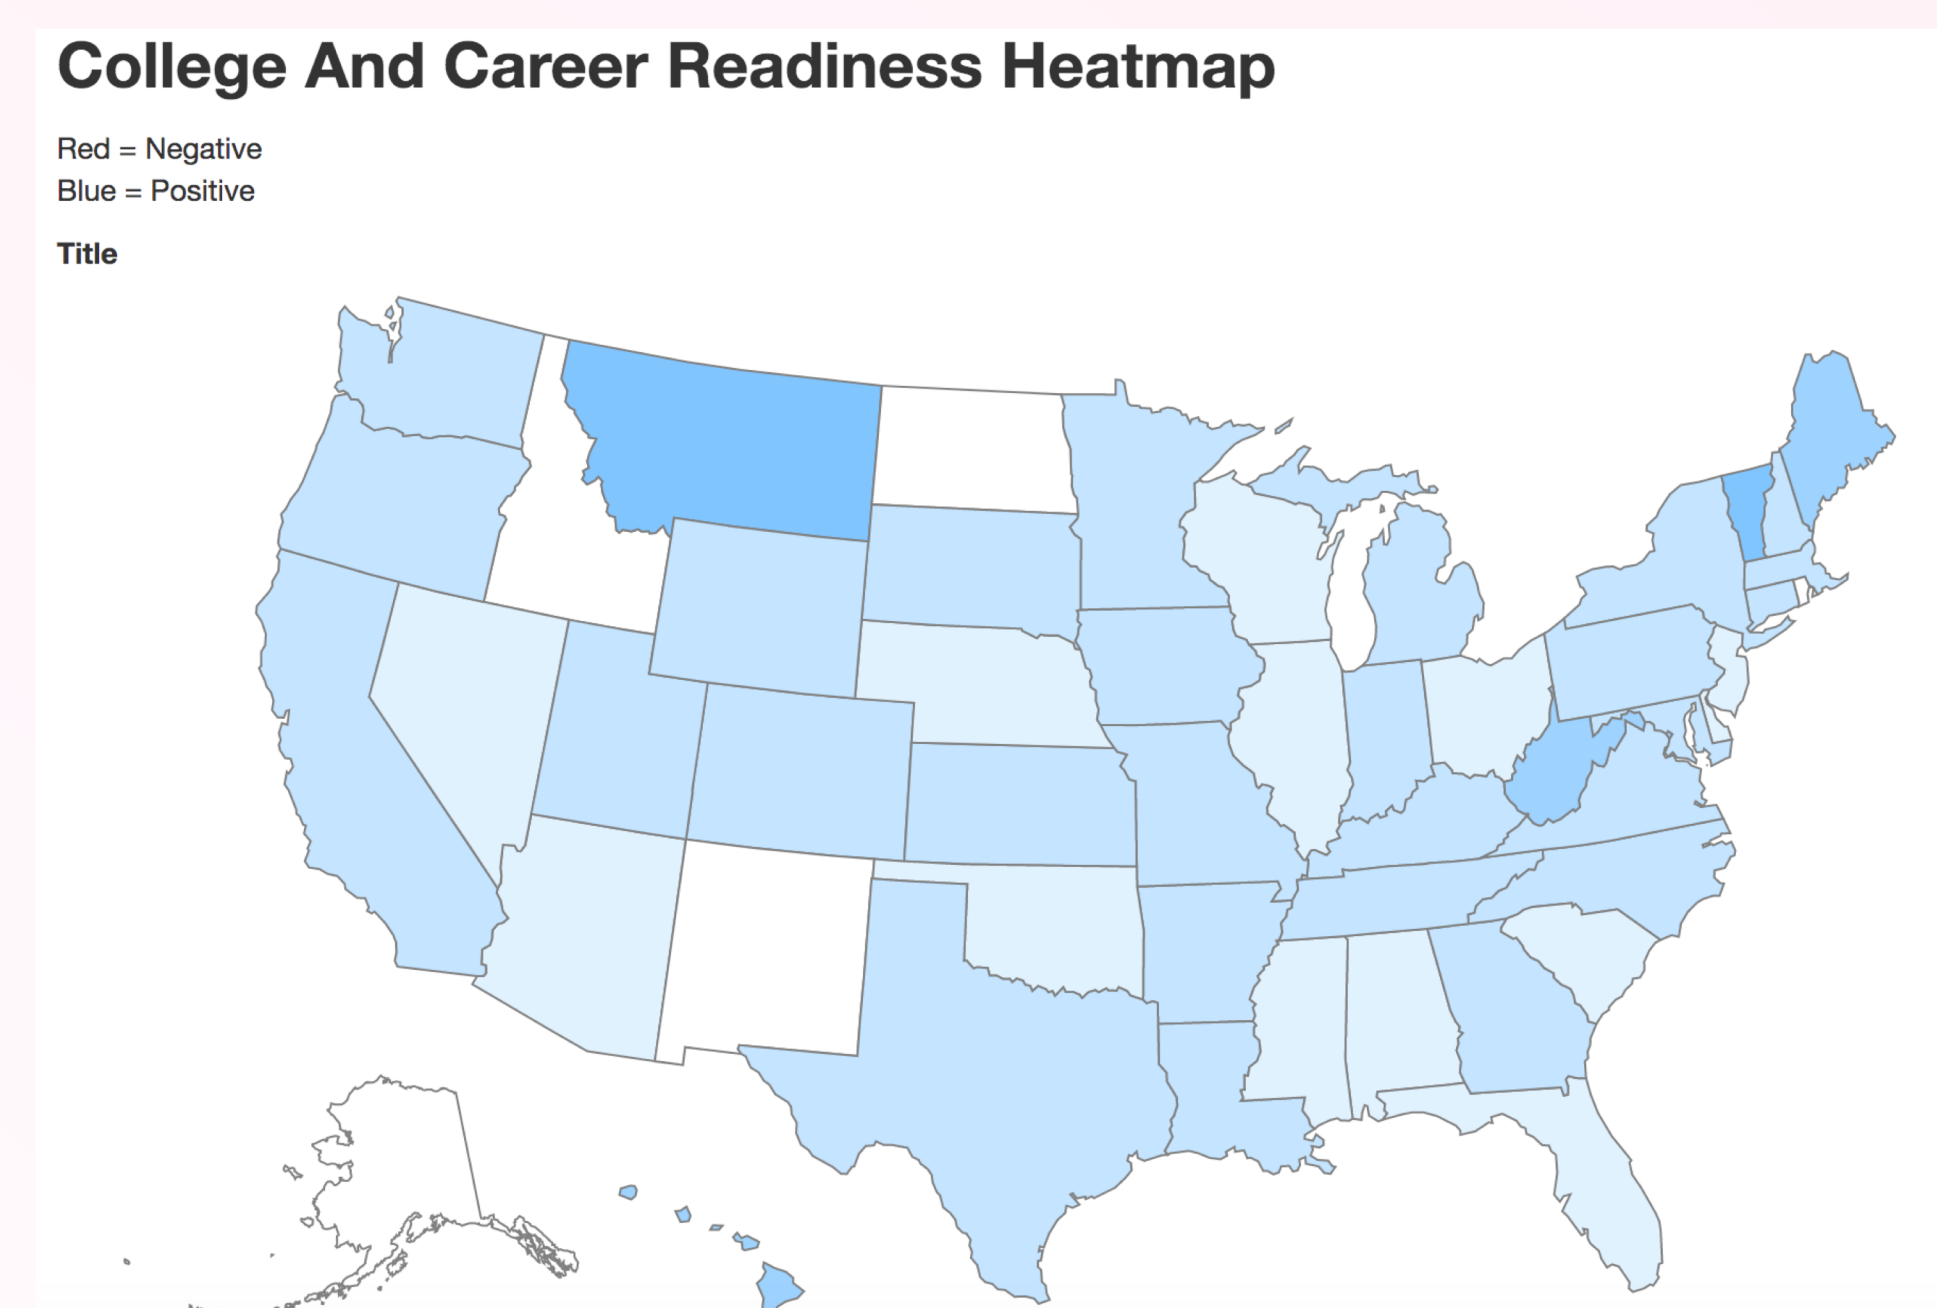 College And Career Readiness Heatmap
Red = Negative
Blue = Positive
Title